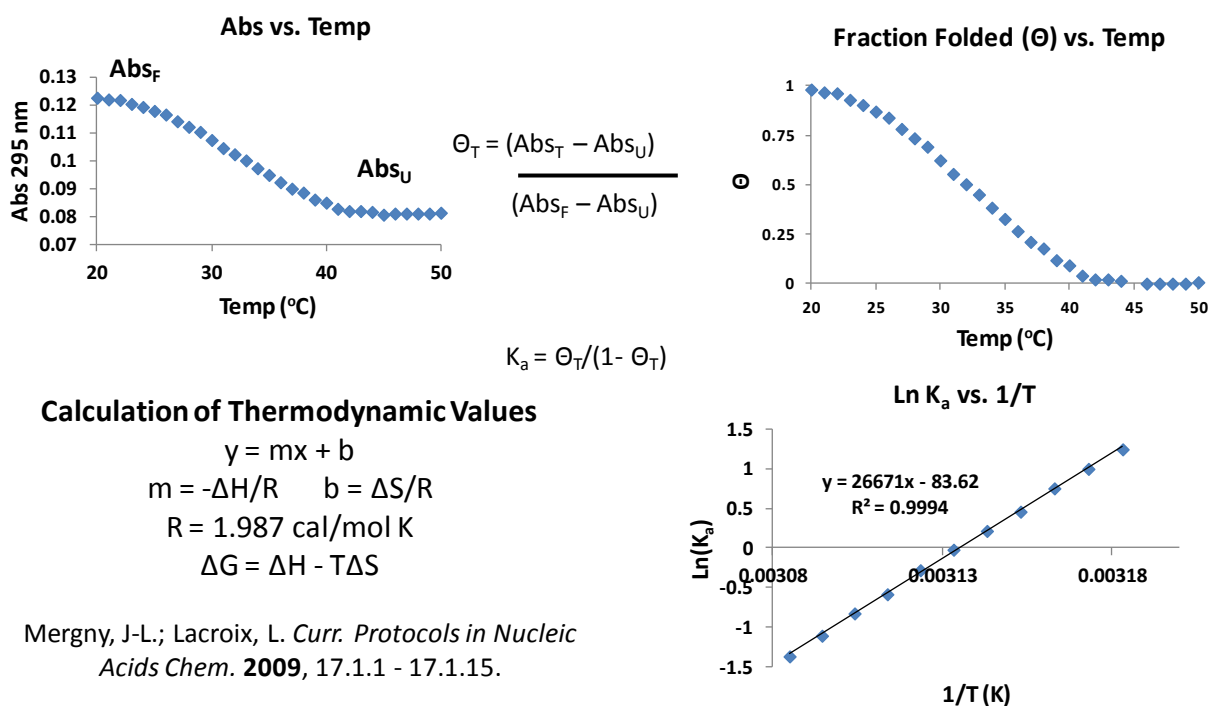 Abs vs. Temp
Abs_F
Abs_U
Abs 295 nm
0.13
0.12
0.11
0.1
0.09
0.08
0.07
20
30
40
50
Temp (°C)
Θ_T = (Abs_T – Abs_U)
(Abs_F – Abs_U)
Fraction Folded (Θ) vs. Temp
Θ
1
0.75
0.5
0.25
0
20
25
30
35
40
45
50
Temp (°C)
K_a = Θ_T/(1- Θ_T)
Calculation of Thermodynamic Values
y = mx + b
m = -ΔH/R b = ΔS/R
R = 1.987 cal/mol K
ΔG = ΔH - TΔS
Mergny, J-L.; Lacroix, L. Curr. Protocols in Nucleic
Acids Chem. 2009, 17.1.1 - 17.1.15.
Ln K_a vs. 1/T
y = 26671x - 83.62
R² = 0.9994
Ln(K_a)
1.5
1
0.5
0
-0.5
-1
-1.5
0.00308
0.00313
0.00318
1/T (K)